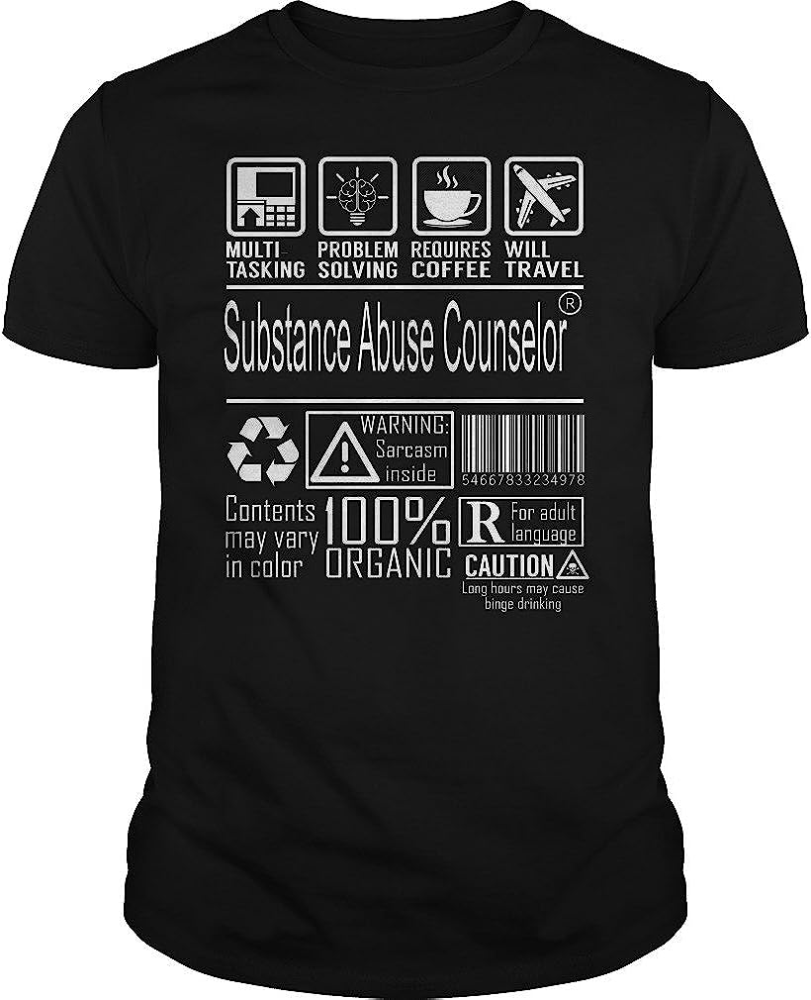 MULTI-
TASKING
PROBLEM
SOLVING
REQUIRES
COFFEE
WILL
TRAVEL
Substance Abuse Counselor®
WARNING:
Sarcasm
inside
54667833234978
Contents
may vary
in color
100%
ORGANIC
R
For adult
language
CAUTION
Long hours may cause
binge drinking